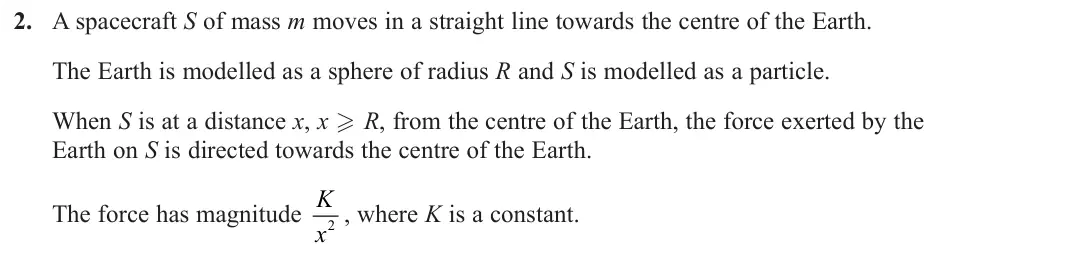 2. A spacecraft S of mass m moves in a straight line towards the centre of the Earth.
The Earth is modelled as a sphere of radius R and S is modelled as a particle.
When S is at a distance x, x ⩾ R, from the centre of the Earth, the force exerted by the
Earth on S is directed towards the centre of the Earth.
The force has magnitude K/x², where K is a constant.